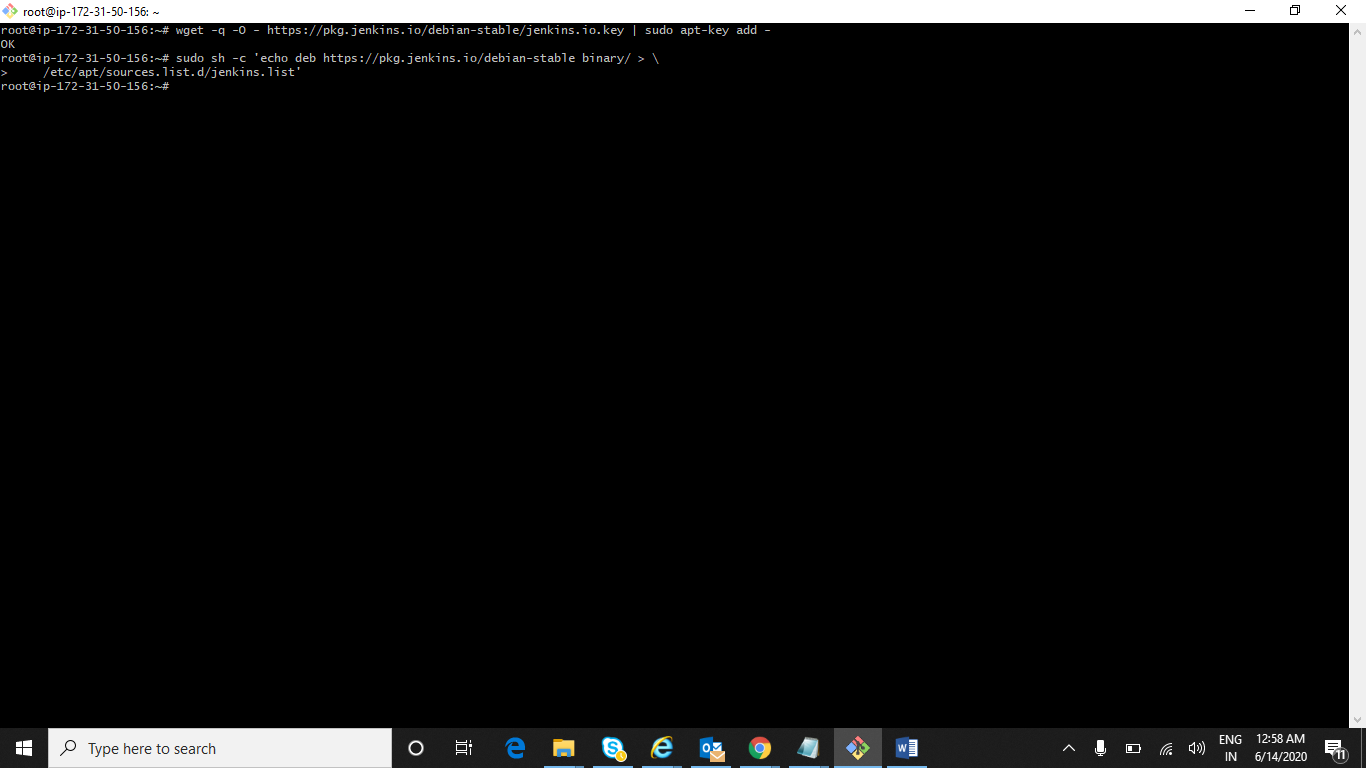 root@ip-172-31-50-156: ~
root@ip-172-31-50-156:~# wget -q -O - https://pkg.jenkins.io/debian-stable/jenkins.io.key | sudo apt-key add -
OK
root@ip-172-31-50-156:~# sudo sh -c 'echo deb https://pkg.jenkins.io/debian-stable binary/ > \
>     /etc/apt/sources.list.d/jenkins.list'
root@ip-172-31-50-156:~#
Type here to search
ENG
IN
12:58 AM
6/14/2020
11